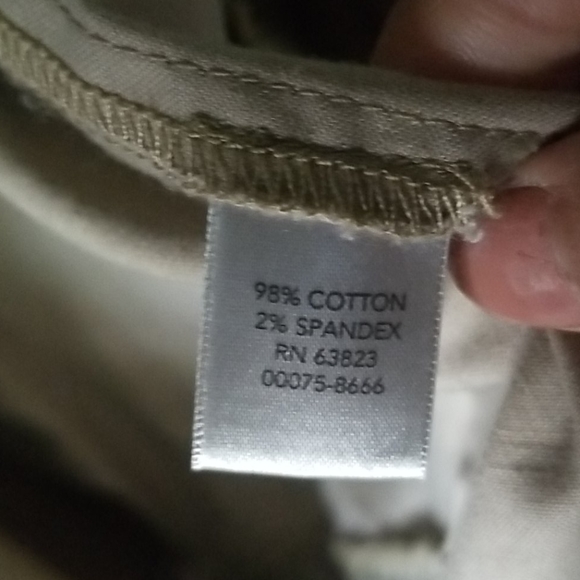 98% COTTON
2% SPANDEX
RN 63823
00075-8666